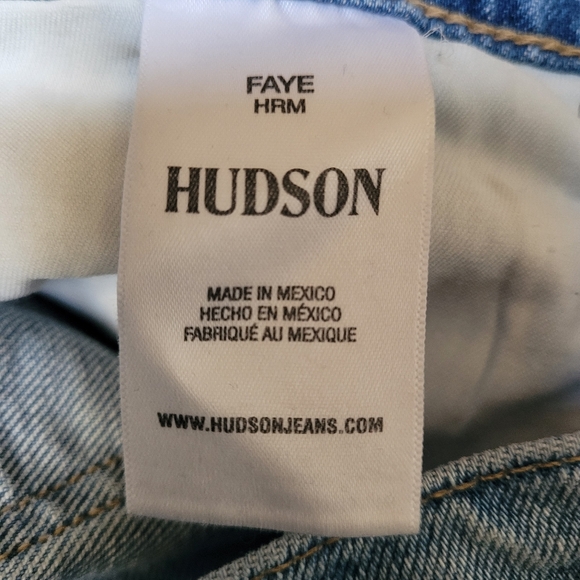 FAYE
HRM
HUDSON
MADE IN MEXICO
HECHO EN MÉXICO
FABRIQUÉ AU MEXIQUE
WWW.HUDSONJEANS.COM